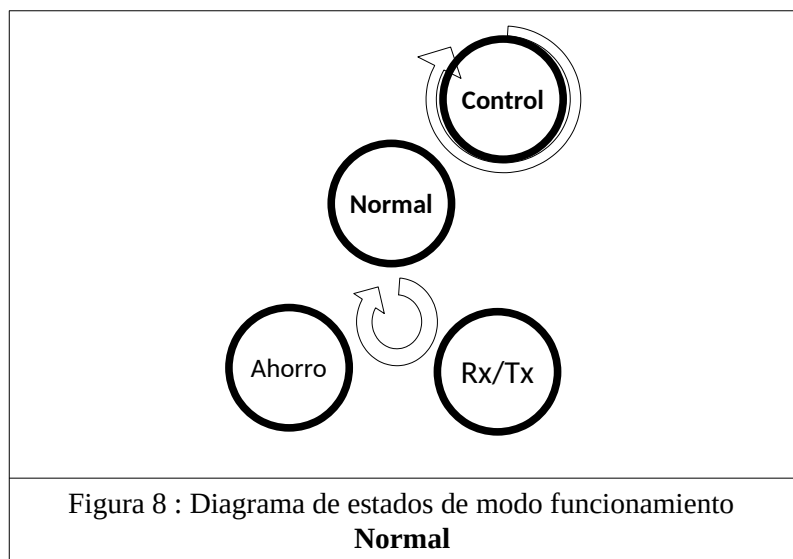 Control
Normal
Ahorro
Rx/Tx
Figura 8 : Diagrama de estados de modo funcionamiento
Normal